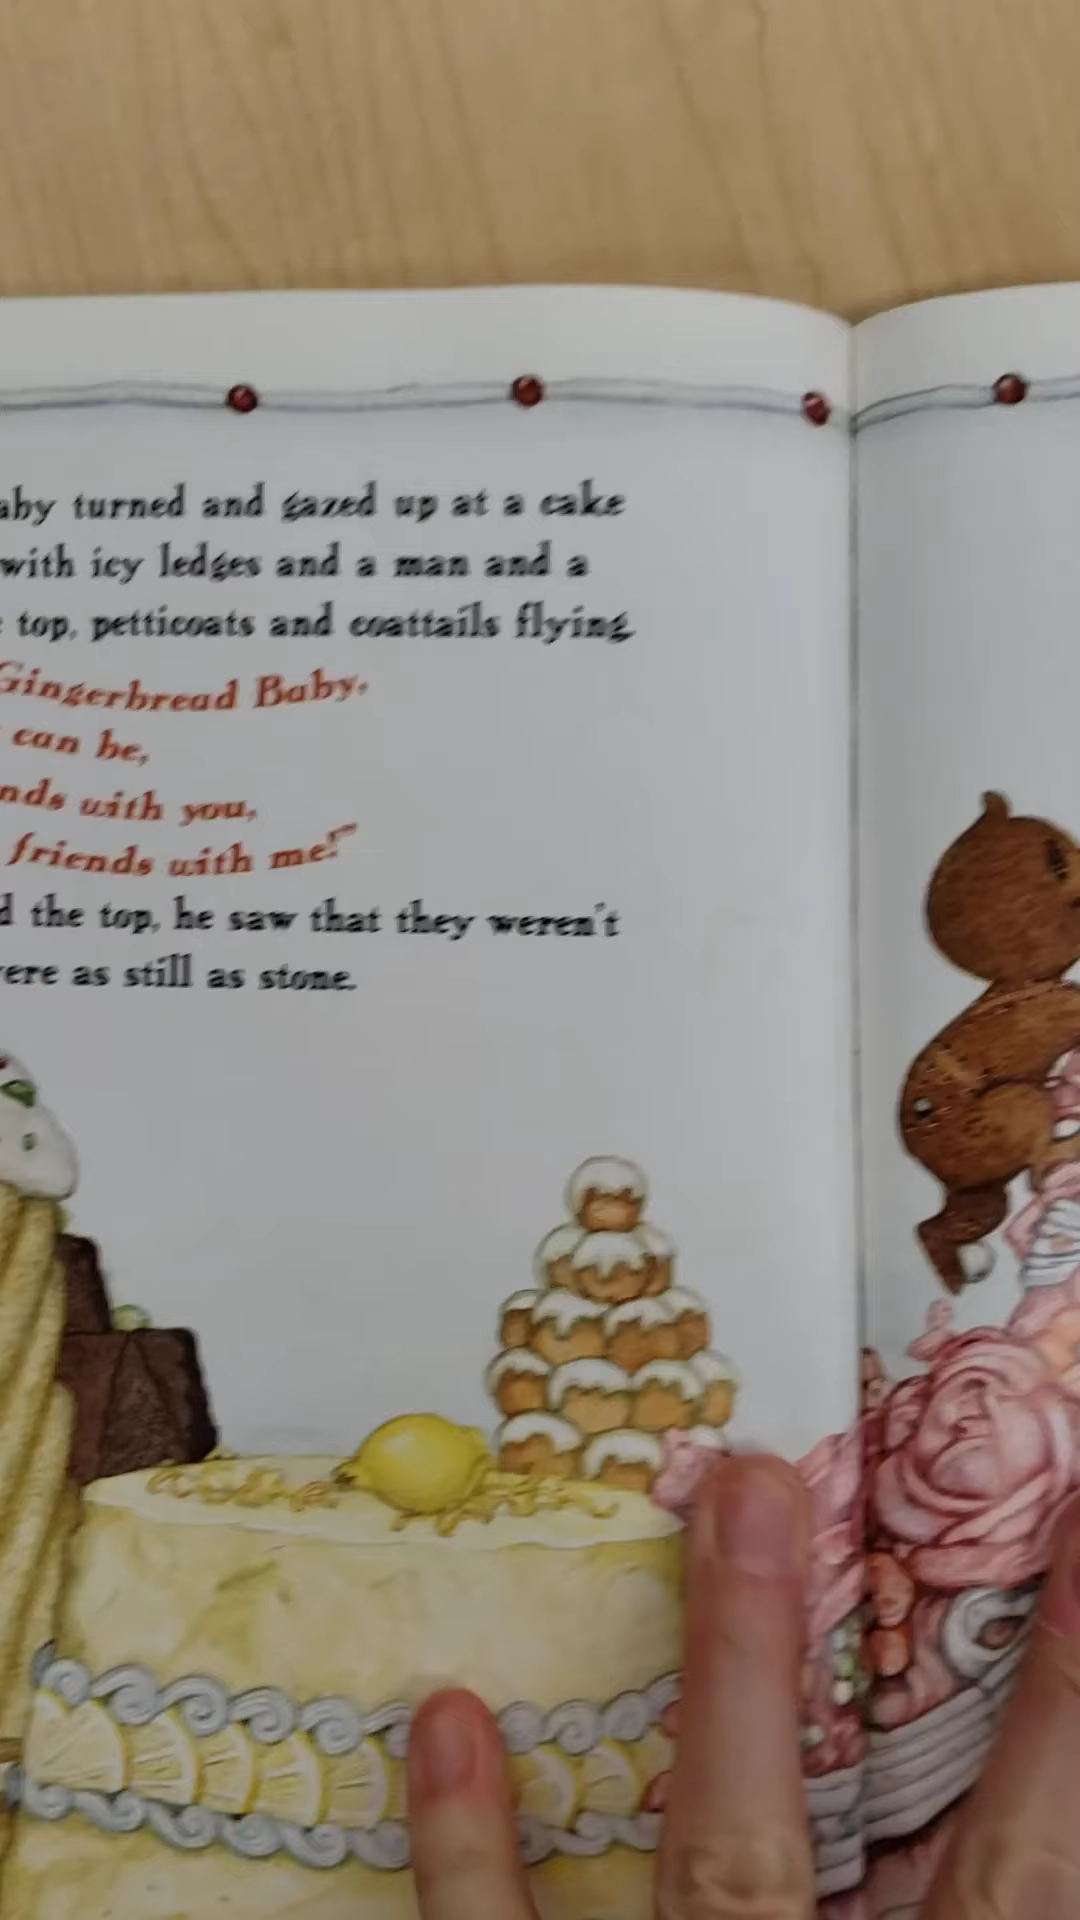 aby turned and gazed up at a cake
with icy ledges and a man and a
top, petticoats and coattails flying.
Gingerbread Baby,
can be,
nds with you,
friends with me!"
d the top, he saw that they weren't
ere as still as stone.